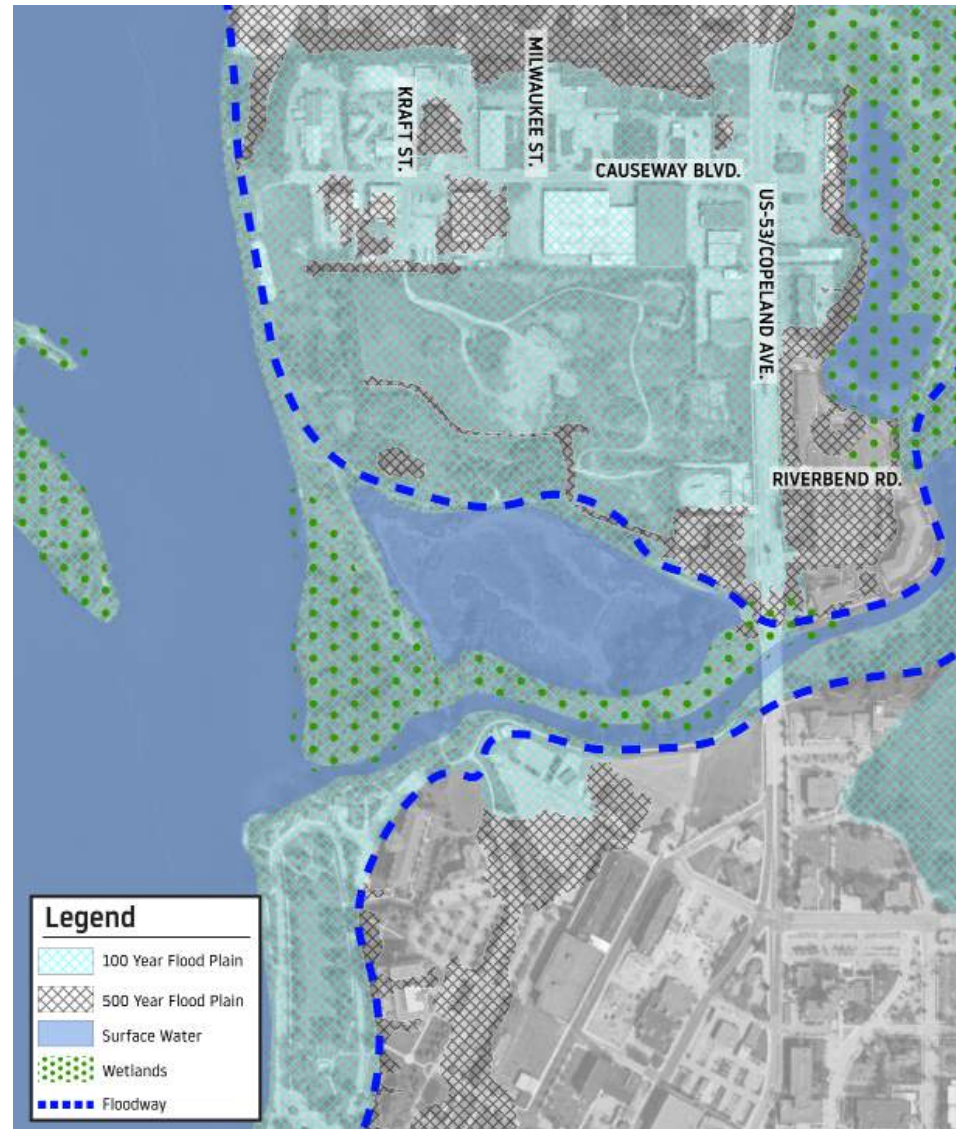 MILWAUKEE ST.
KRAFT ST.
CAUSEWAY BLVD.
US-53/COPELAND AVE.
RIVERBEND RD.
Legend
100 Year Flood Plain
500 Year Flood Plain
Surface Water
Wetlands
Floodway